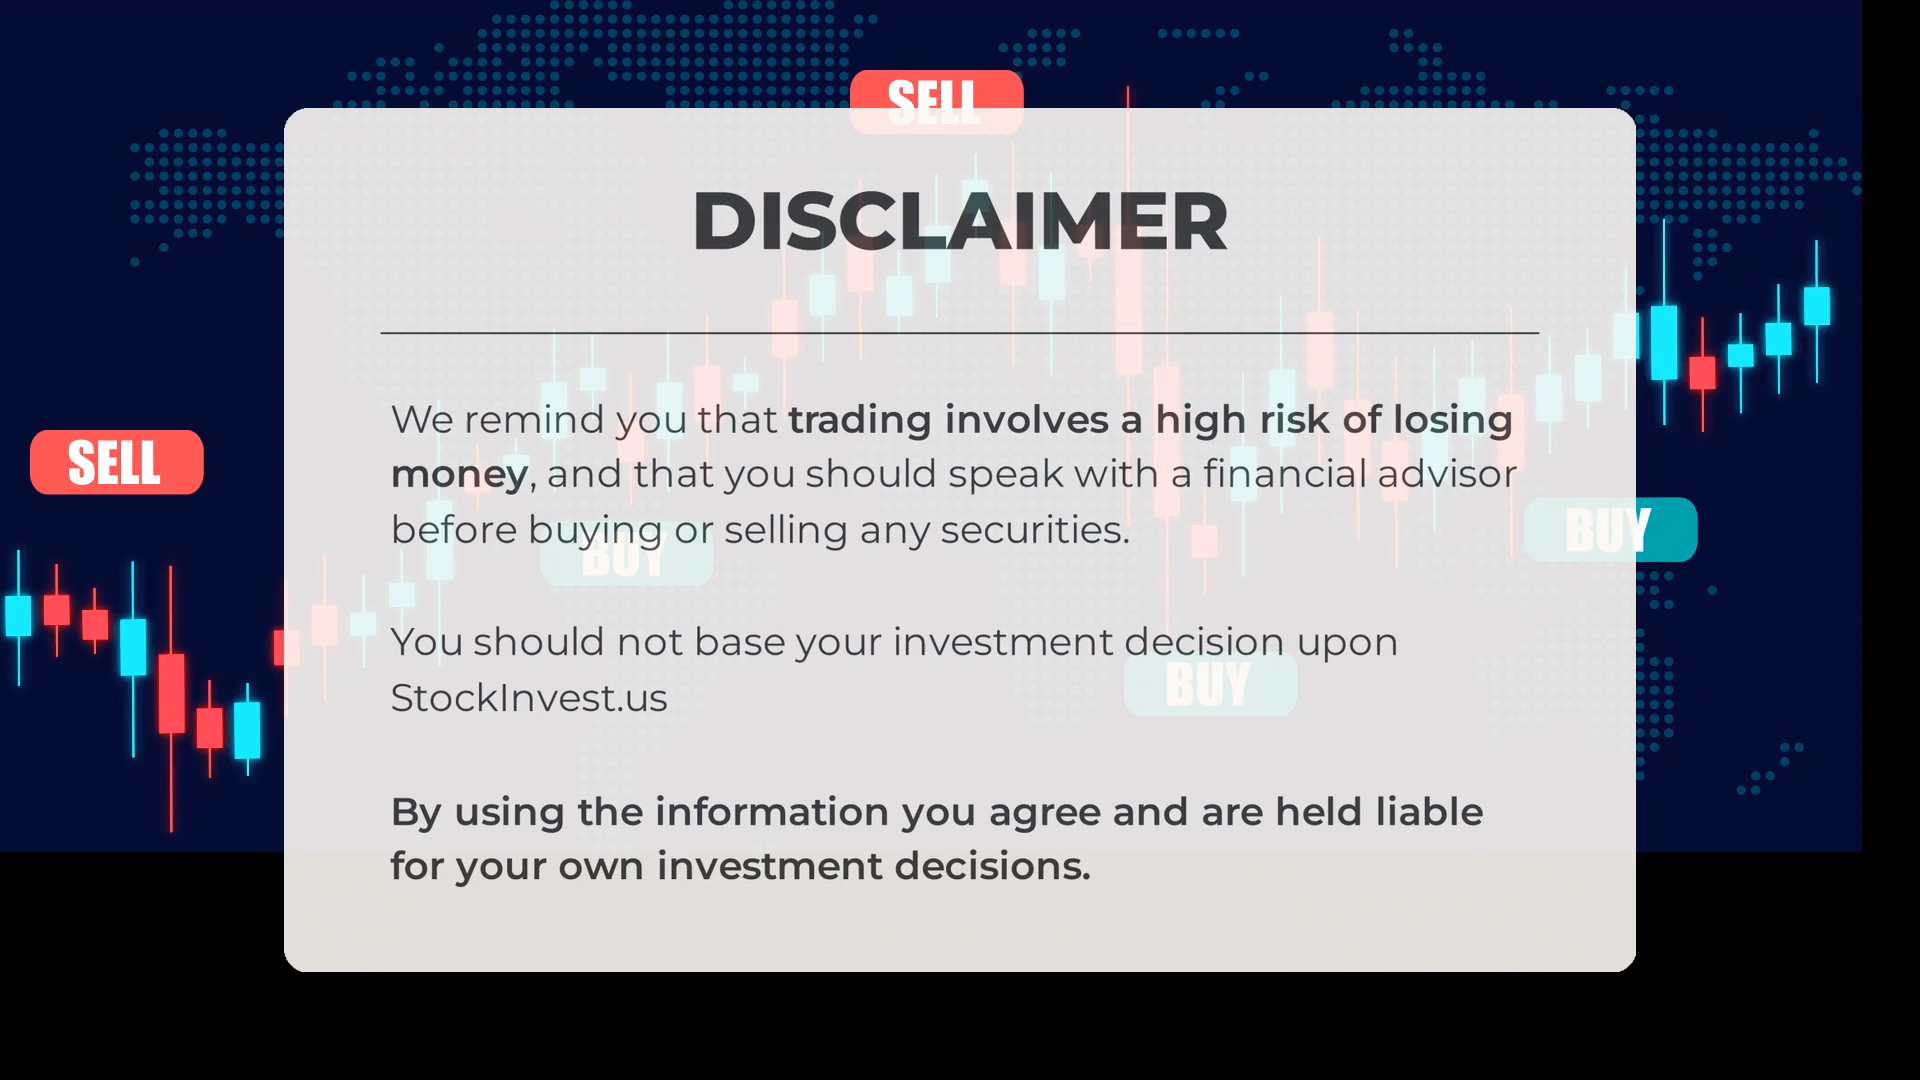 SELL
DISCLAIMER
We remind you that trading involves a high risk of losing
money, and that you should speak with a financial advisor
before buying or selling any securities.
SELL
BUY
BUY
You should not base your investment decision upon
StockInvest.us
BUY
By using the information you agree and are held liable
for your own investment decisions.